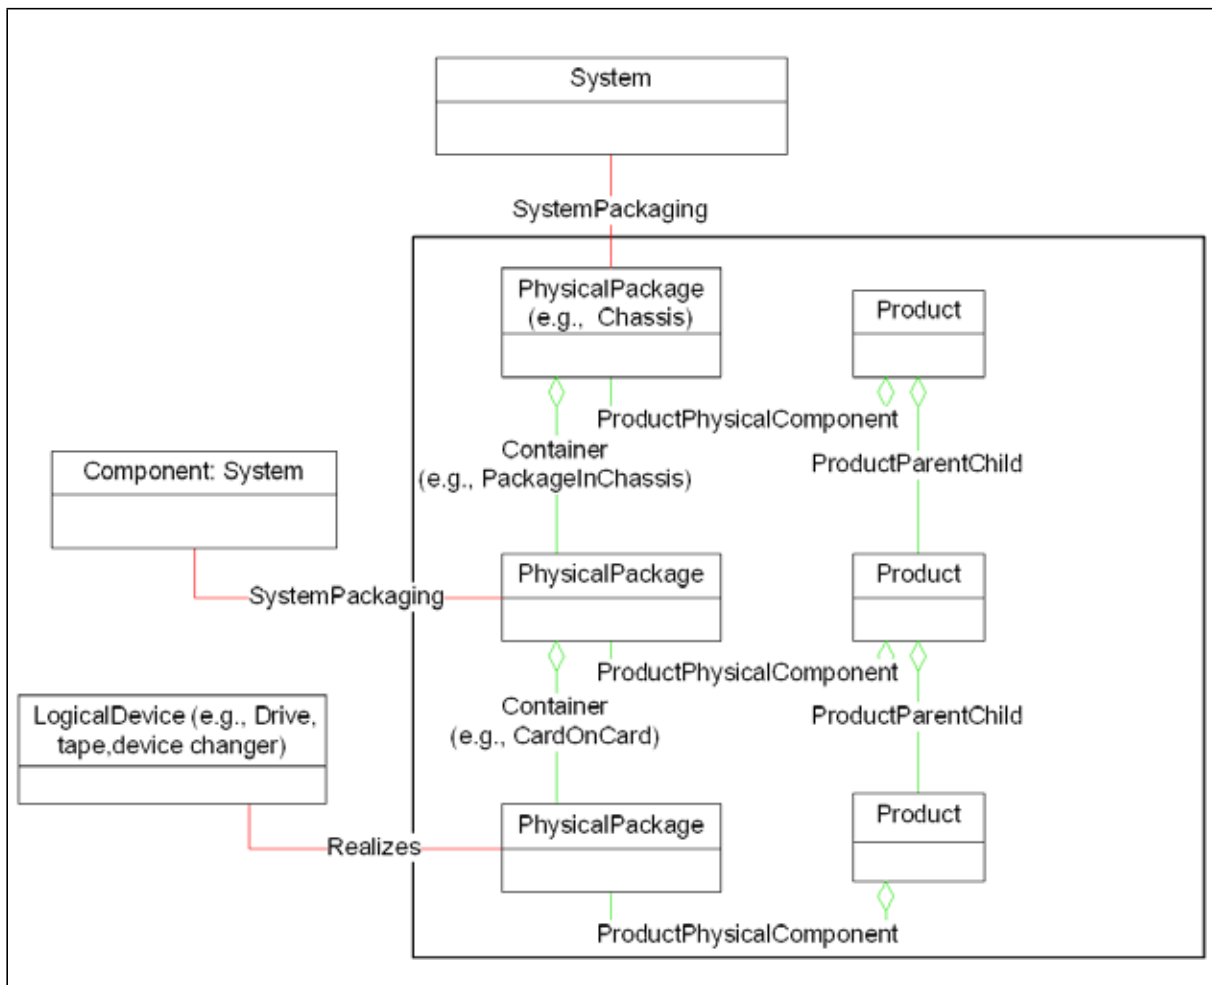 System
SystemPackaging
PhysicalPackage
(e.g., Chassis)
Product
ProductPhysicalComponent
Container
(e.g., PackageInChassis)
ProductParentChild
Component: System
PhysicalPackage
Product
SystemPackaging
ProductPhysicalComponent
Container
(e.g., CardOnCard)
ProductParentChild
LogicalDevice (e.g., Drive,
tape,device changer)
PhysicalPackage
Product
Realizes
ProductPhysicalComponent